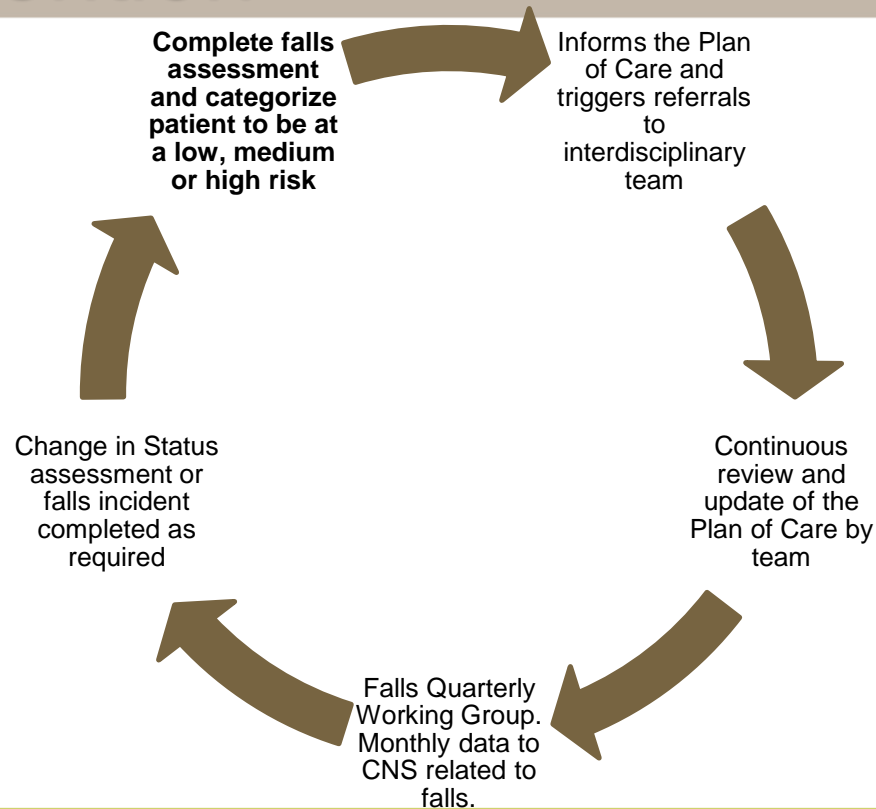 Complete falls
assessment
and categorize
patient to be at
a low, medium
or high risk
Informs the Plan
of Care and
triggers referrals
to
interdisciplinary
team
Continuous
review and
update of the
Plan of Care by
team
Falls Quarterly
Working Group.
Monthly data to
CNS related to
falls.
Change in Status
assessment or
falls incident
completed as
required